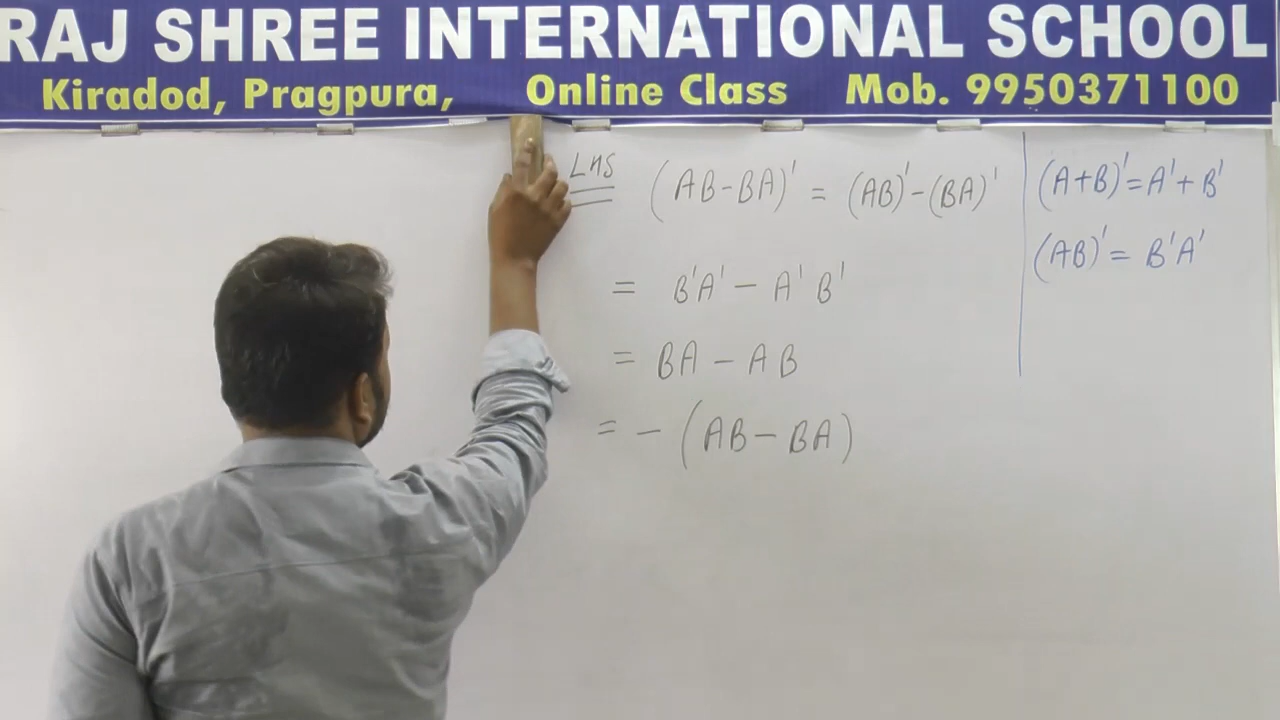 RAJ SHREE INTERNATIONAL SCHOOL
Kiradod, Pragpura, Online Class Mob. 9950371100
LHS (AB-BA)' = (AB)'-(BA)'
= B'A' - A'B'
= BA - AB
= - (AB - BA)
(A+B)' = A' + B'
(AB)' = B'A'